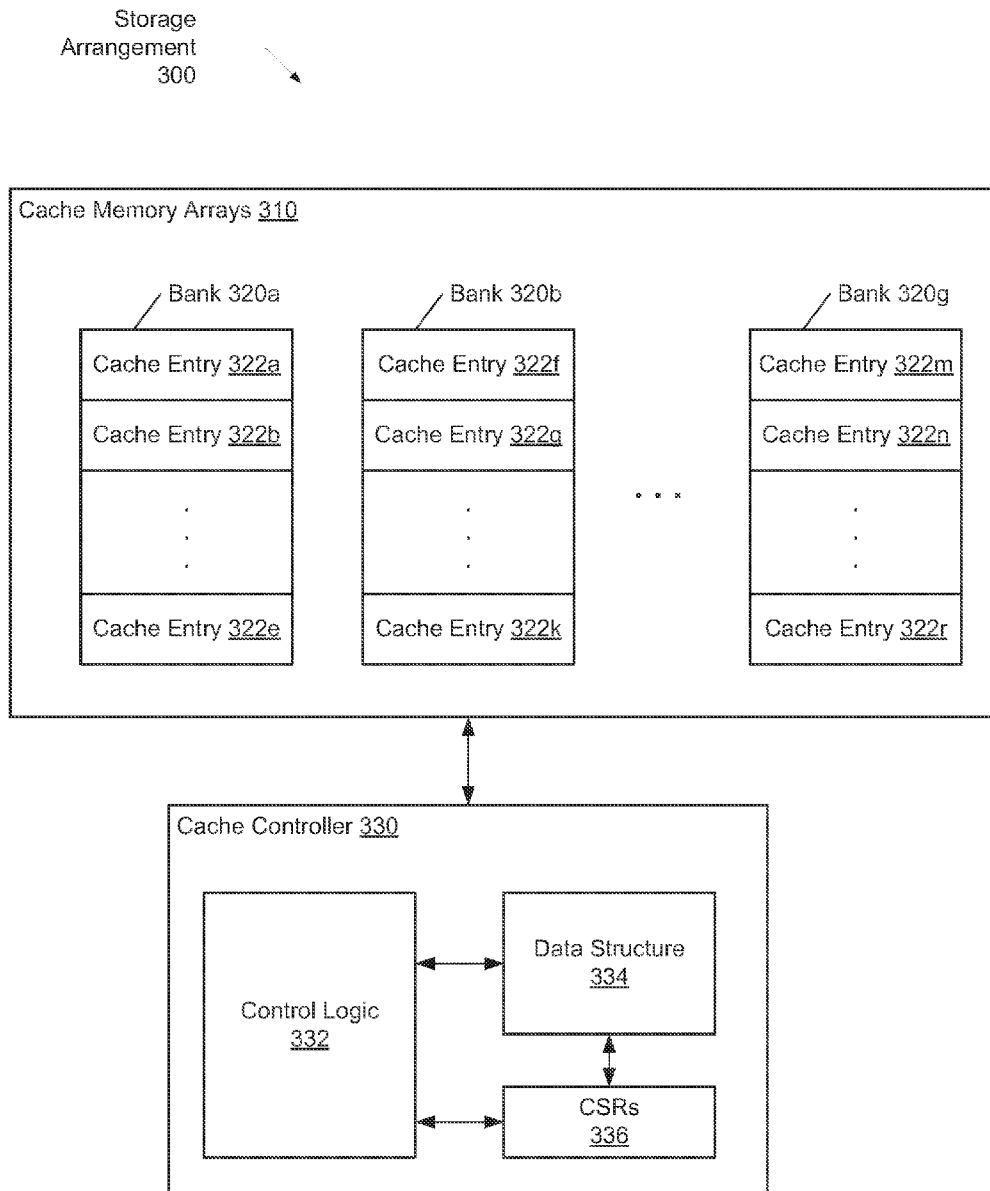 Storage
Arrangement
300
Cache Memory Arrays 310
Bank 320a
Bank 320b
Bank 320g
Cache Entry 322a
Cache Entry 322f
Cache Entry 322m
Cache Entry 322b
Cache Entry 322g
Cache Entry 322n
. . .
Cache Entry 322e
Cache Entry 322k
Cache Entry 322r
Cache Controller 330
Control Logic
332
Data Structure
334
CSRs
336